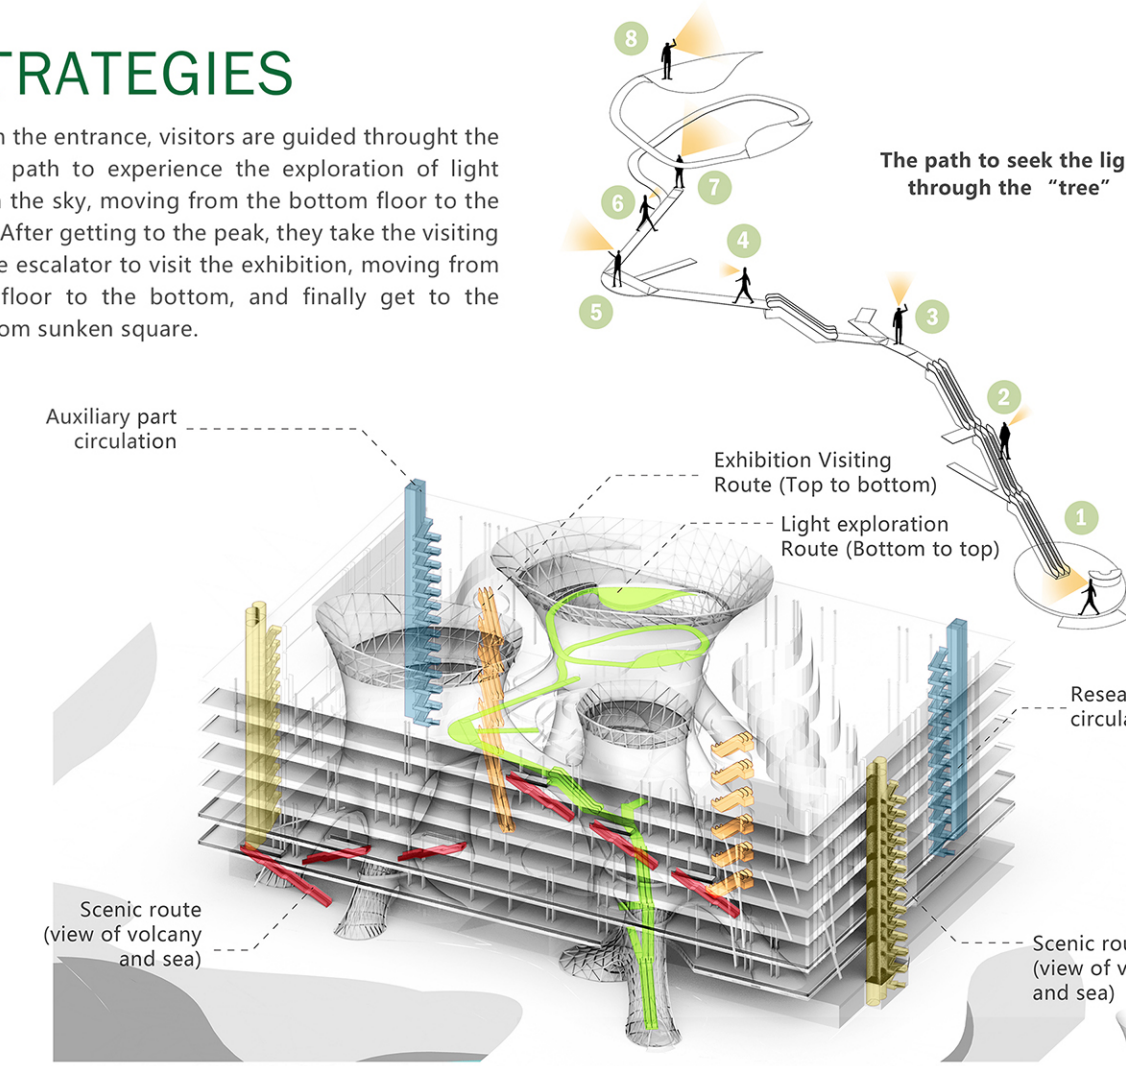 TRATEGIES
n the entrance, visitors are guided throught the
path to experience the exploration of light
n the sky, moving from the bottom floor to the
After getting to the peak, they take the visiting
e escalator to visit the exhibition, moving from
floor to the bottom, and finally get to the
om sunken square.
8
7
6
5
4
3
2
1
The path to seek the lig
through the “tree”
Auxiliary part
circulation
Exhibition Visiting
Route (Top to bottom)
Light exploration
Route (Bottom to top)
Resea
circula
Scenic route
(view of volcany
and sea)
Scenic rou
(view of v
and sea)